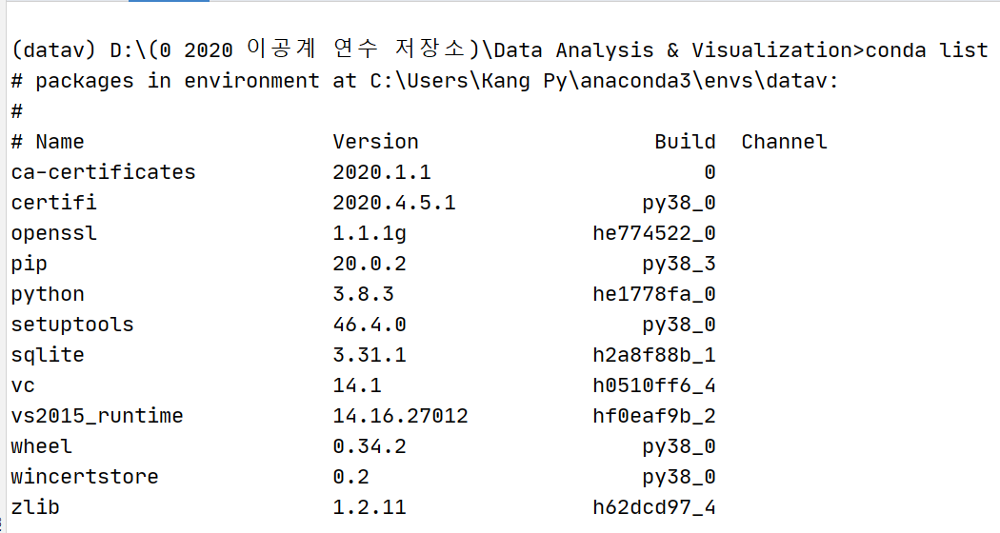 (datav) D:\(0 2020 이공계 연수 저장소)\Data Analysis & Visualization>conda list
# packages in environment at C:\Users\Kang Py\anaconda3\envs\datav:
#
# Name Version Build Channel
ca-certificates 2020.1.1 0
certifi 2020.4.5.1 py38_0
openssl 1.1.1g he774522_0
pip 20.0.2 py38_3
python 3.8.3 he1778fa_0
setuptools 46.4.0 py38_0
sqlite 3.31.1 h2a8f88b_1
vc 14.1 h0510ff6_4
vs2015_runtime 14.16.27012 hf0eaf9b_2
wheel 0.34.2 py38_0
wincertstore 0.2 py38_0
zlib 1.2.11 h62dcd97_4